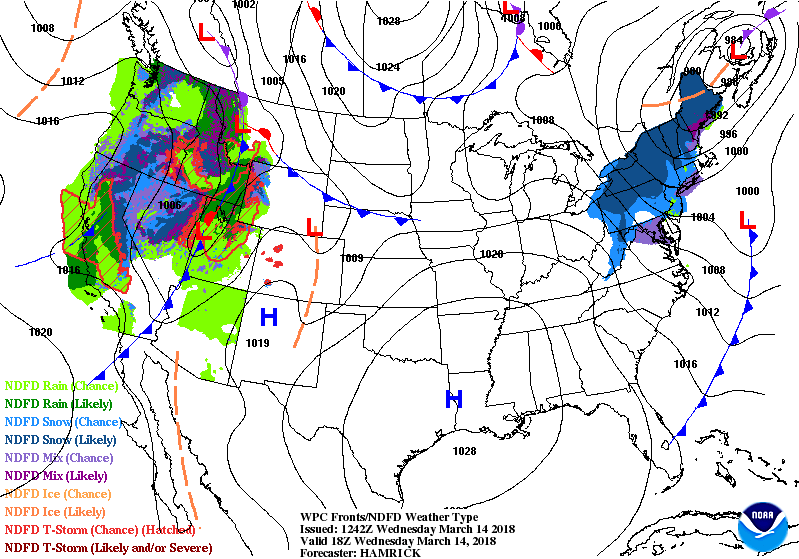 1002
1008
1028
1008
1006
L
L
984
L
1016
1024
1012
1005
980
988
1020
1016
1008
992
L
996
1000
1006
1000
1004
L
L
L
1016
1009
1020
1008
1020
H
1012
1019
1016
NDFD Rain (Chance)
NDFD Rain (Likely)
H
NDFD Snow (Chance)
NDFD Snow (Likely)
1028
NDFD Mix (Chance)
NDFD Mix (Likely)
NDFD Ice (Chance)
NDFD Ice (Likely)
NDFD T-Storm (Chance) (Hatched)
NDFD T-Storm (Likely and/or Severe)
WPC Fronts/NDFD Weather Type
Issued: 1242Z Wednesday March 14 2018
Valid 18Z Wednesday March 14, 2018
Forecaster: HAMRICK
NOAA